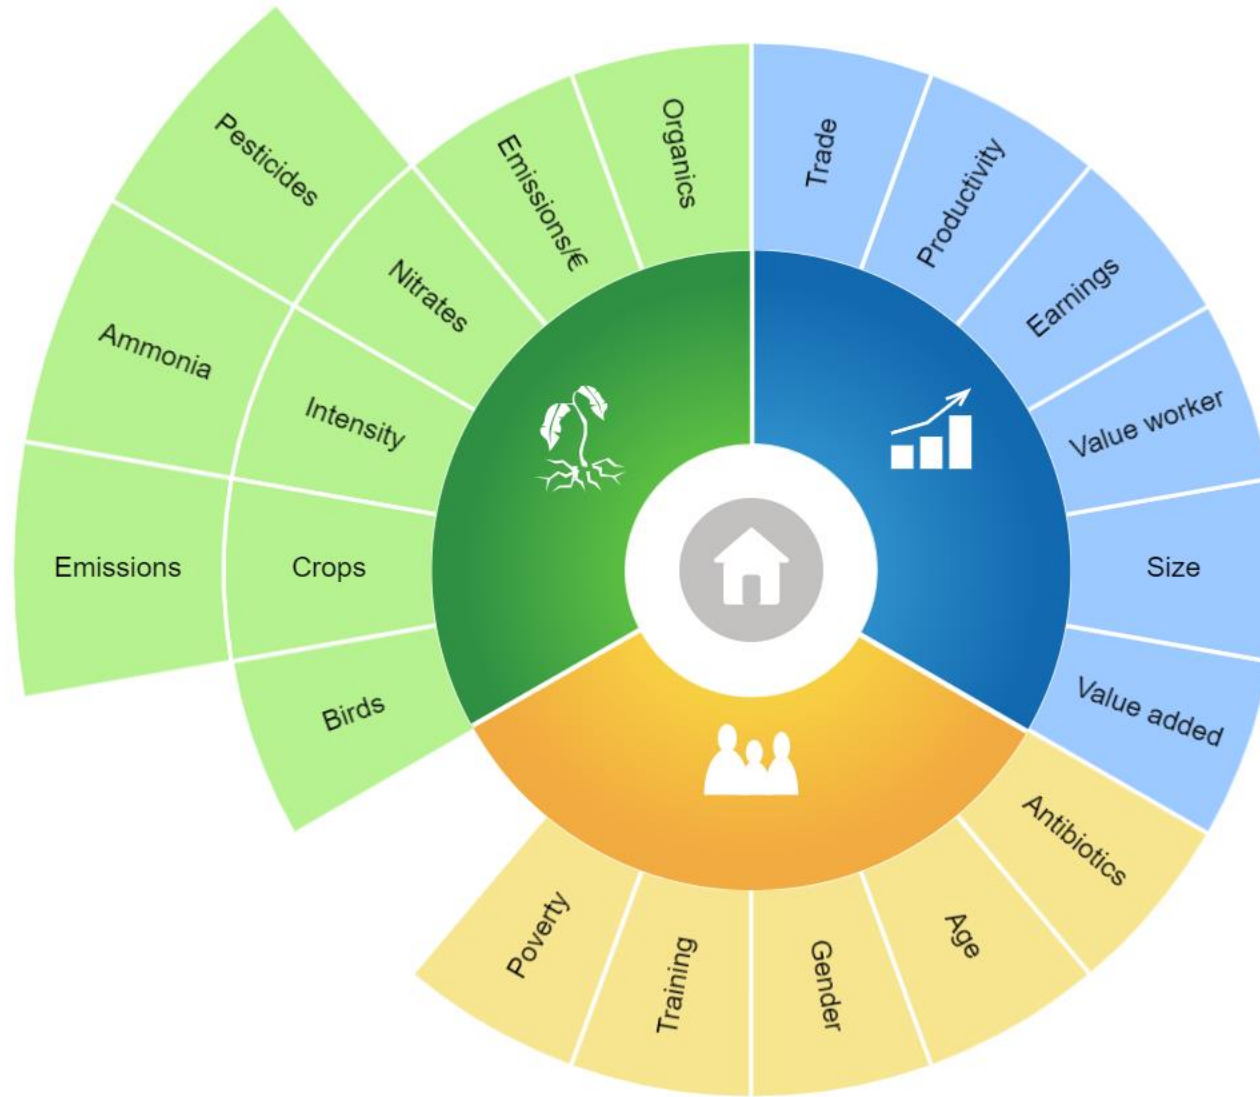 Pesticides
Ammonia
Emissions
Organics
Emissions/€
Nitrates
Intensity
Crops
Birds
Trade
Productivity
Earnings
Value worker
Size
Value added
Antibiotics
Age
Gender
Training
Poverty